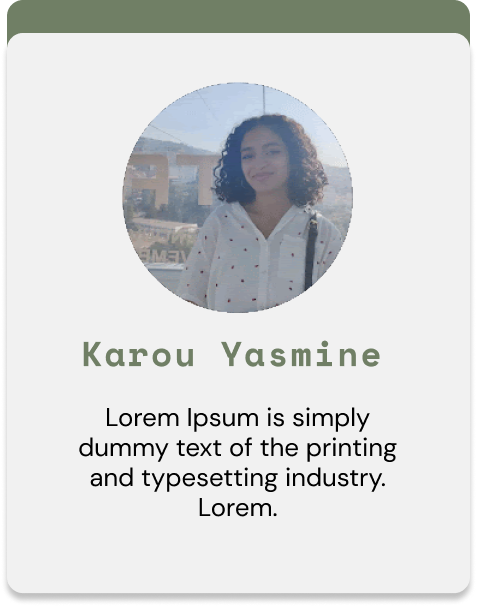 Karou Yasmine
Lorem Ipsum is simply
dummy text of the printing
and typesetting industry.
Lorem.